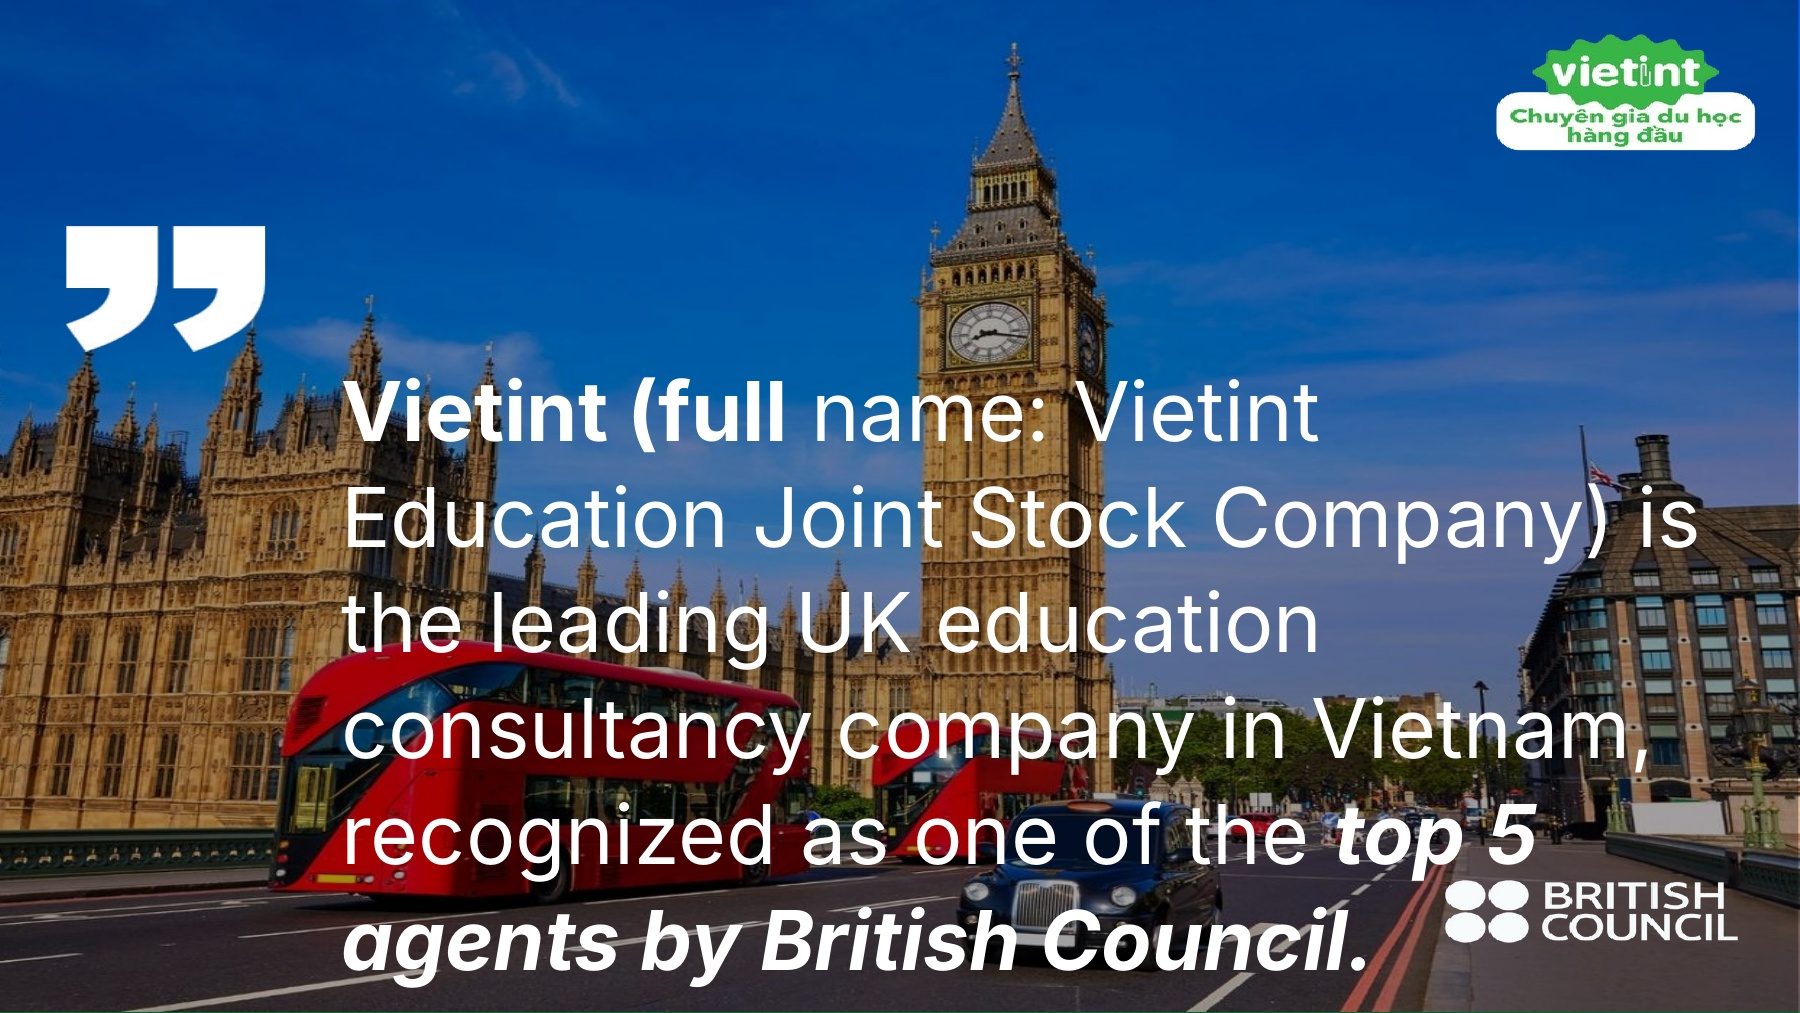 vietint
Chuyên gia du học
hàng đầu
”
Vietint (full name: Vietint
Education Joint Stock Company) is
the leading UK education
consultancy company in Vietnam,
recognized as one of the top 5
agents by British Council.
BRITISH
COUNCIL